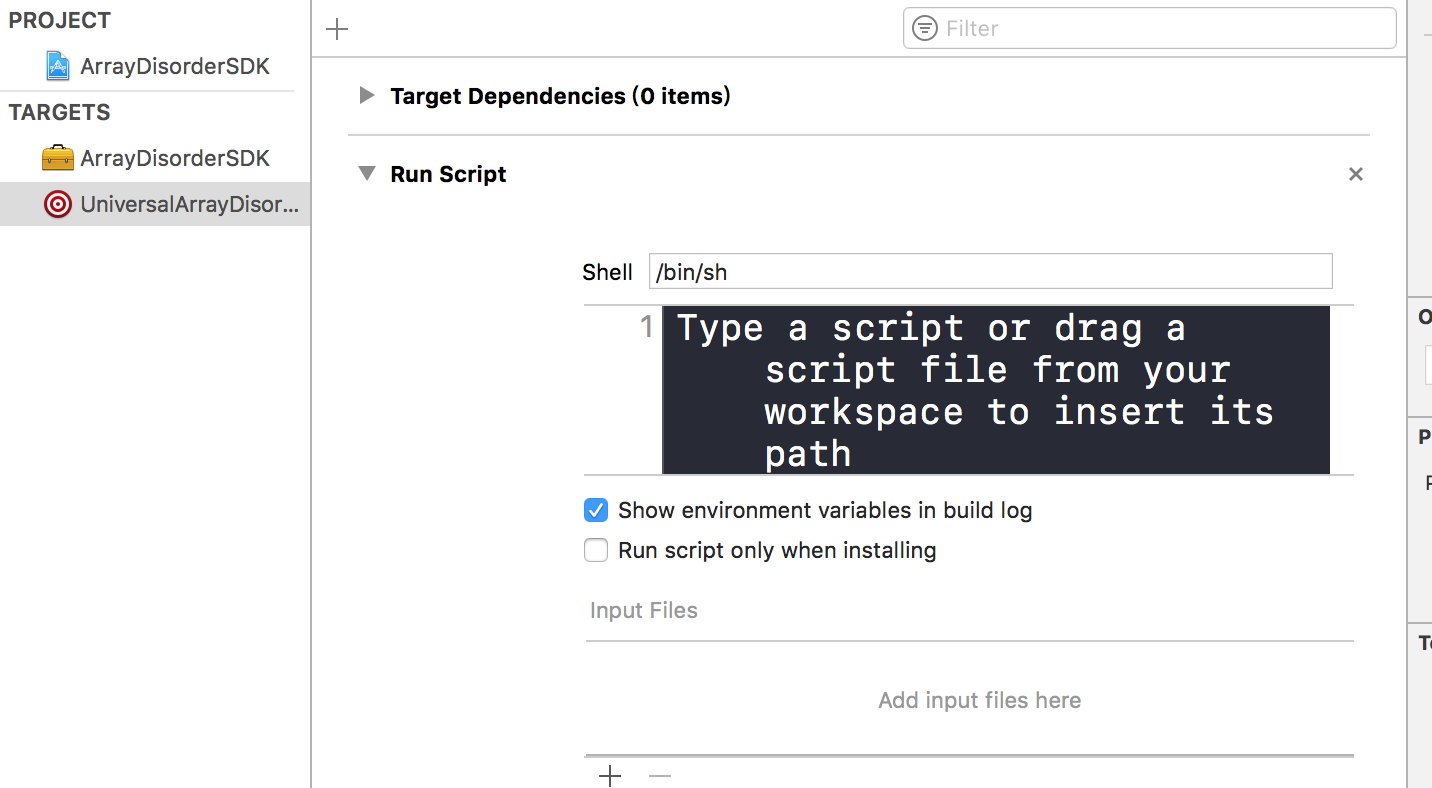 PROJECT
ArrayDisorderSDK
TARGETS
ArrayDisorderSDK
UniversalArrayDisor...
Filter
Target Dependencies (0 items)
Run Script
Shell
/bin/sh
1
Type a script or drag a
script file from your
workspace to insert its
path
Show environment variables in build log
Run script only when installing
Input Files
Add input files here